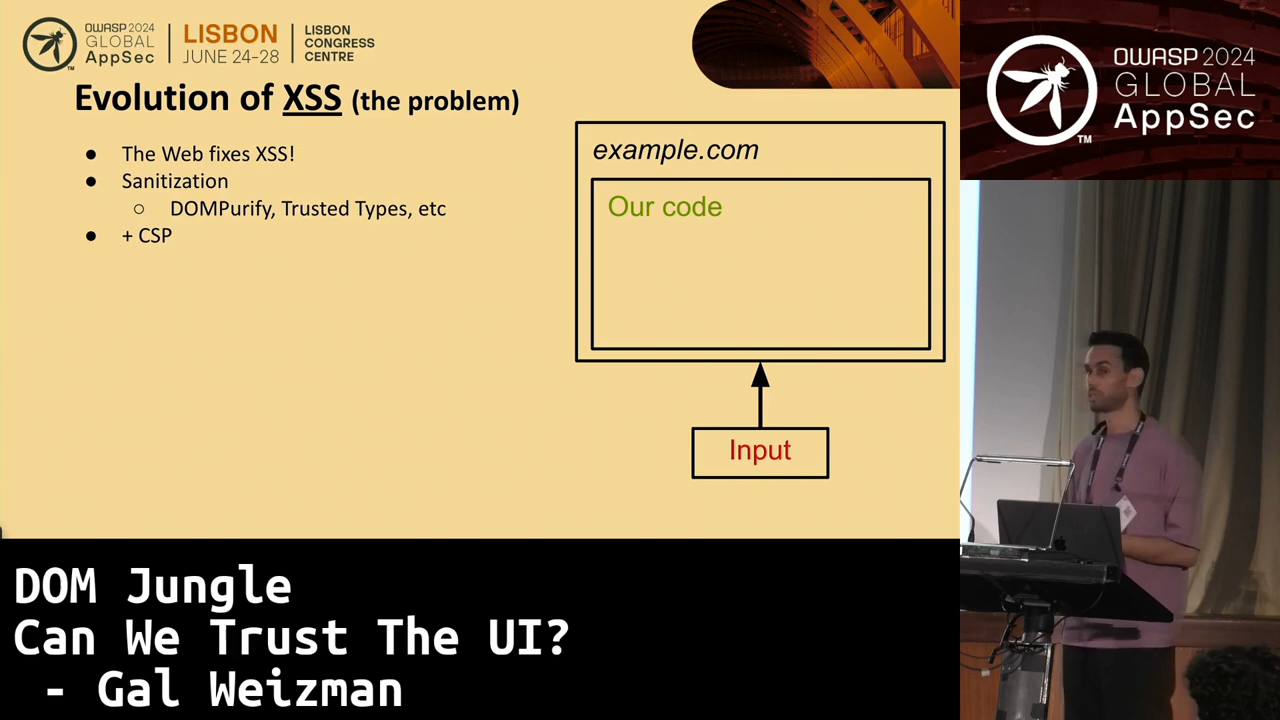 OWASP 2024
GLOBAL
AppSec
TM
LISBON
JUNE 24-28
LISBON
CONGRESS
CENTRE
Evolution of XSS (the problem)
● The Web fixes XSS!
● Sanitization
○ DOMPurify, Trusted Types, etc
● + CSP
example.com
Our code
Input
OWASP 2024
GLOBAL
AppSec
TM
DOM Jungle
Can We Trust The UI?
- Gal Weizman